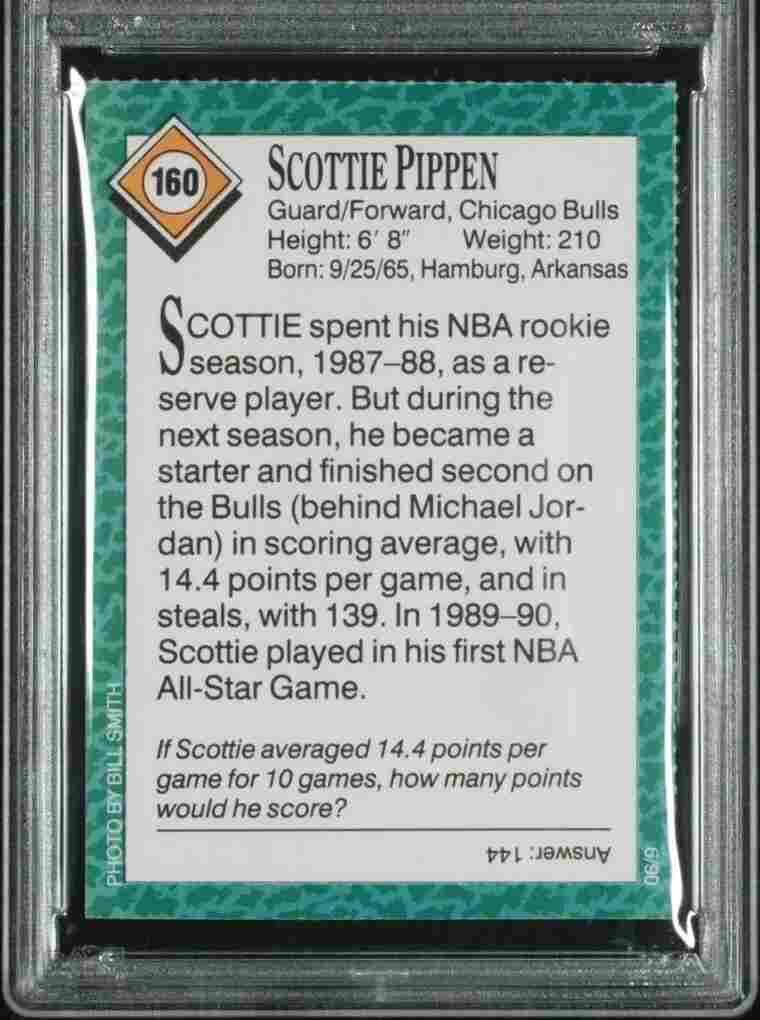 160
SCOTTIE PIPPEN
Guard/Forward, Chicago Bulls
Height: 6′ 8″ Weight: 210
Born: 9/25/65, Hamburg, Arkansas
SCOTTIE spent his NBA rookie
season, 1987–88, as a re-
serve player. But during the
next season, he became a
starter and finished second on
the Bulls (behind Michael Jor-
dan) in scoring average, with
14.4 points per game, and in
steals, with 139. In 1989–90,
Scottie played in his first NBA
All-Star Game.
If Scottie averaged 14.4 points per
game for 10 games, how many points
would he score?
Answer: 144
PHOTO BY BILL SMITH
6/90